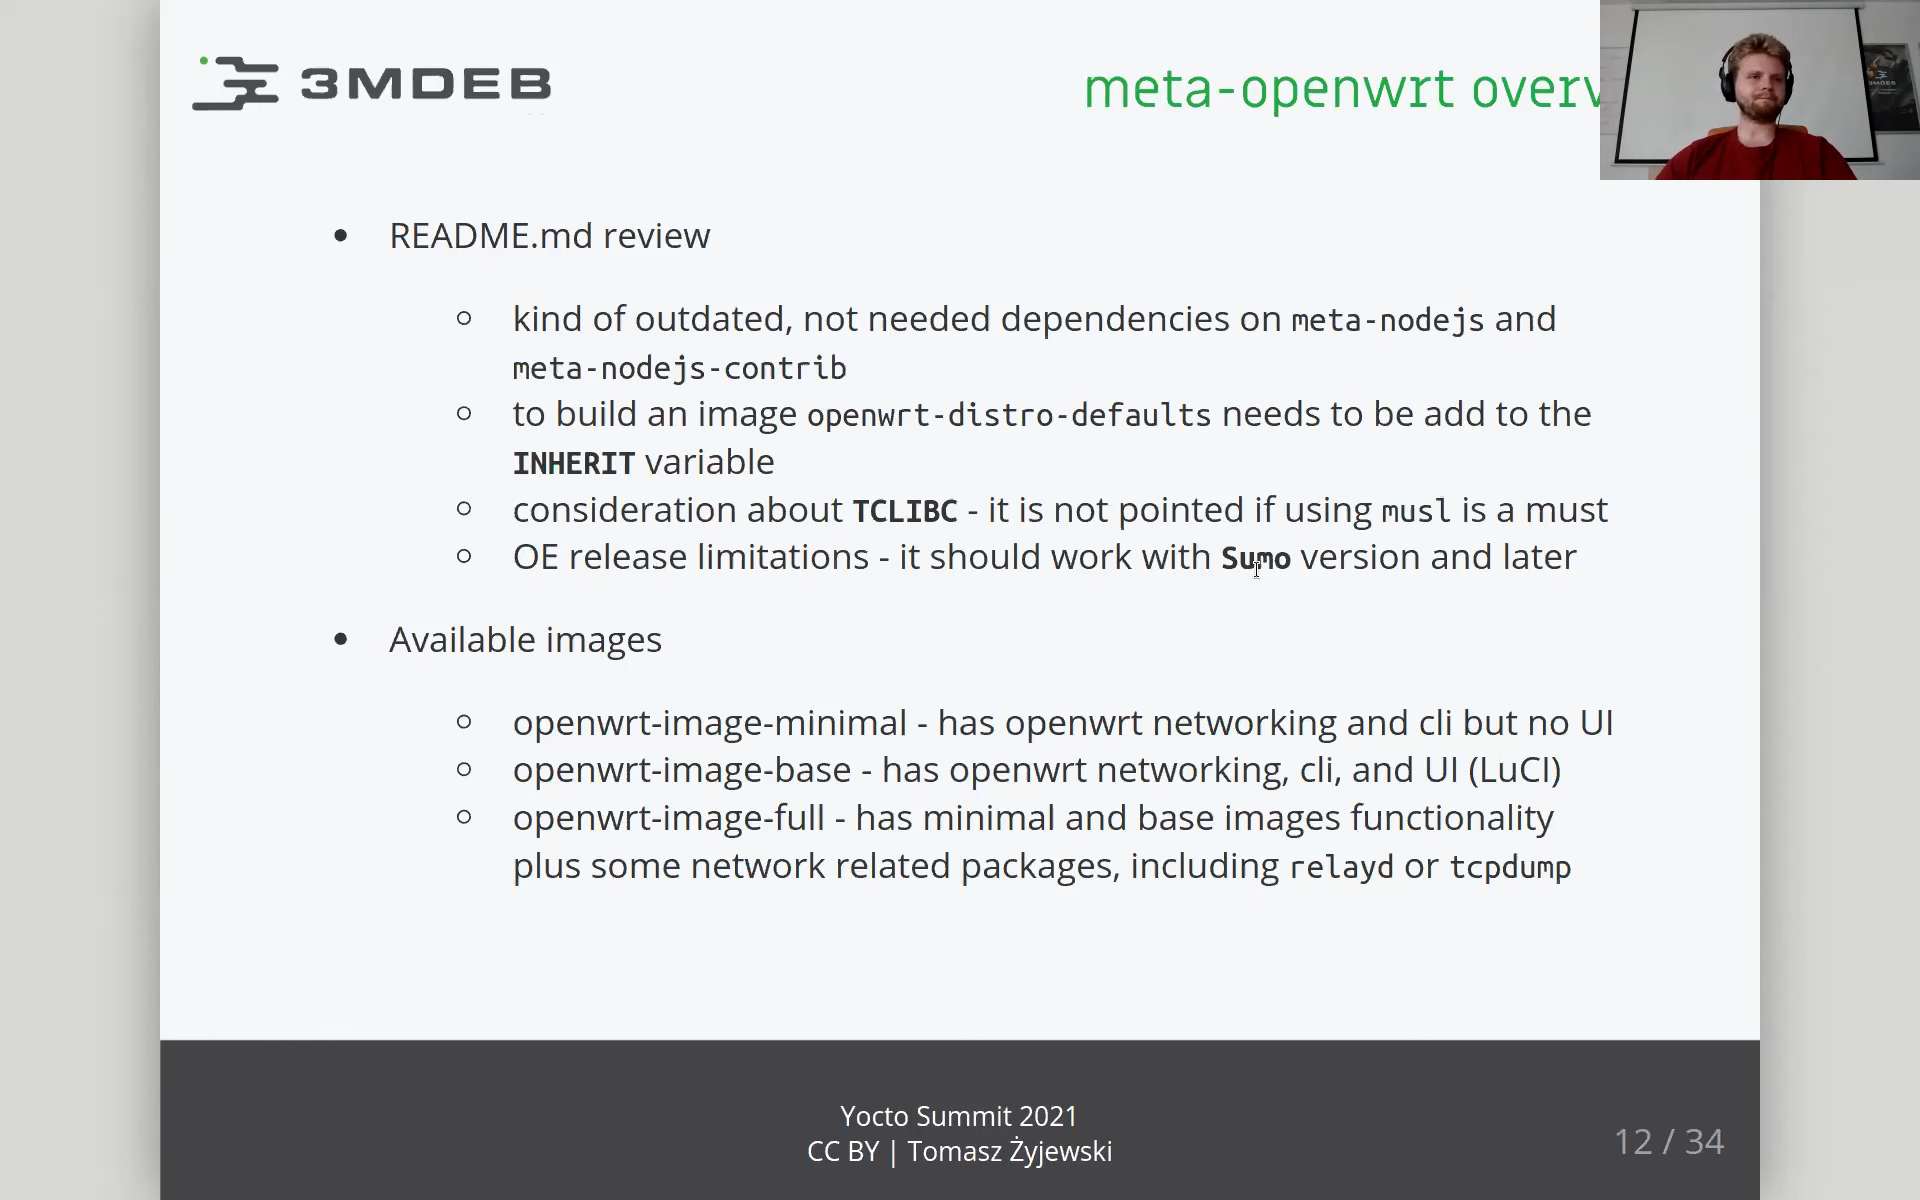 3MDEB
meta-openwrt overv
README.md review
kind of outdated, not needed dependencies on meta-nodejs and
meta-nodejs-contrib
to build an image openwrt-distro-defaults needs to be add to the
INHERIT variable
consideration about TCLIBC - it is not pointed if using musl is a must
OE release limitations - it should work with Sumo version and later
Available images
openwrt-image-minimal - has openwrt networking and cli but no UI
openwrt-image-base - has openwrt networking, cli, and UI (LuCI)
openwrt-image-full - has minimal and base images functionality
plus some network related packages, including relayd or tcpdump
Yocto Summit 2021
CC BY | Tomasz Żyjewski
12 / 34